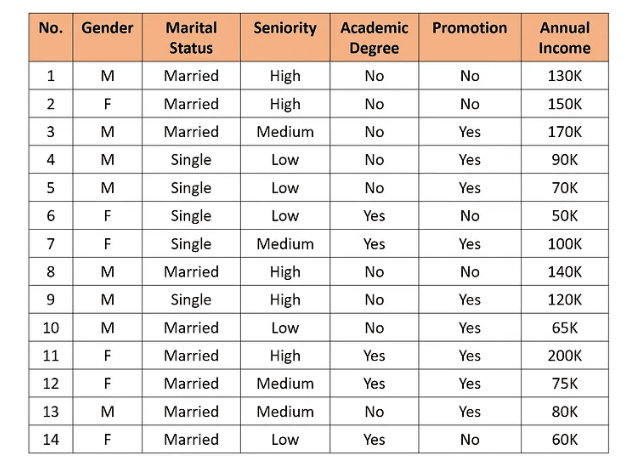 No. Gender Marital Status Seniority Academic Degree Promotion Annual Income
1 M Married High No No 130K
2 F Married High No No 150K
3 M Married Medium No Yes 170K
4 M Single Low No Yes 90K
5 M Single Low No Yes 70K
6 F Single Low Yes No 50K
7 F Single Medium Yes Yes 100K
8 M Married High No No 140K
9 M Single High No Yes 120K
10 M Married Low No Yes 65K
11 F Married High Yes Yes 200K
12 F Married Medium Yes Yes 75K
13 M Married Medium No Yes 80K
14 F Married Low Yes No 60K